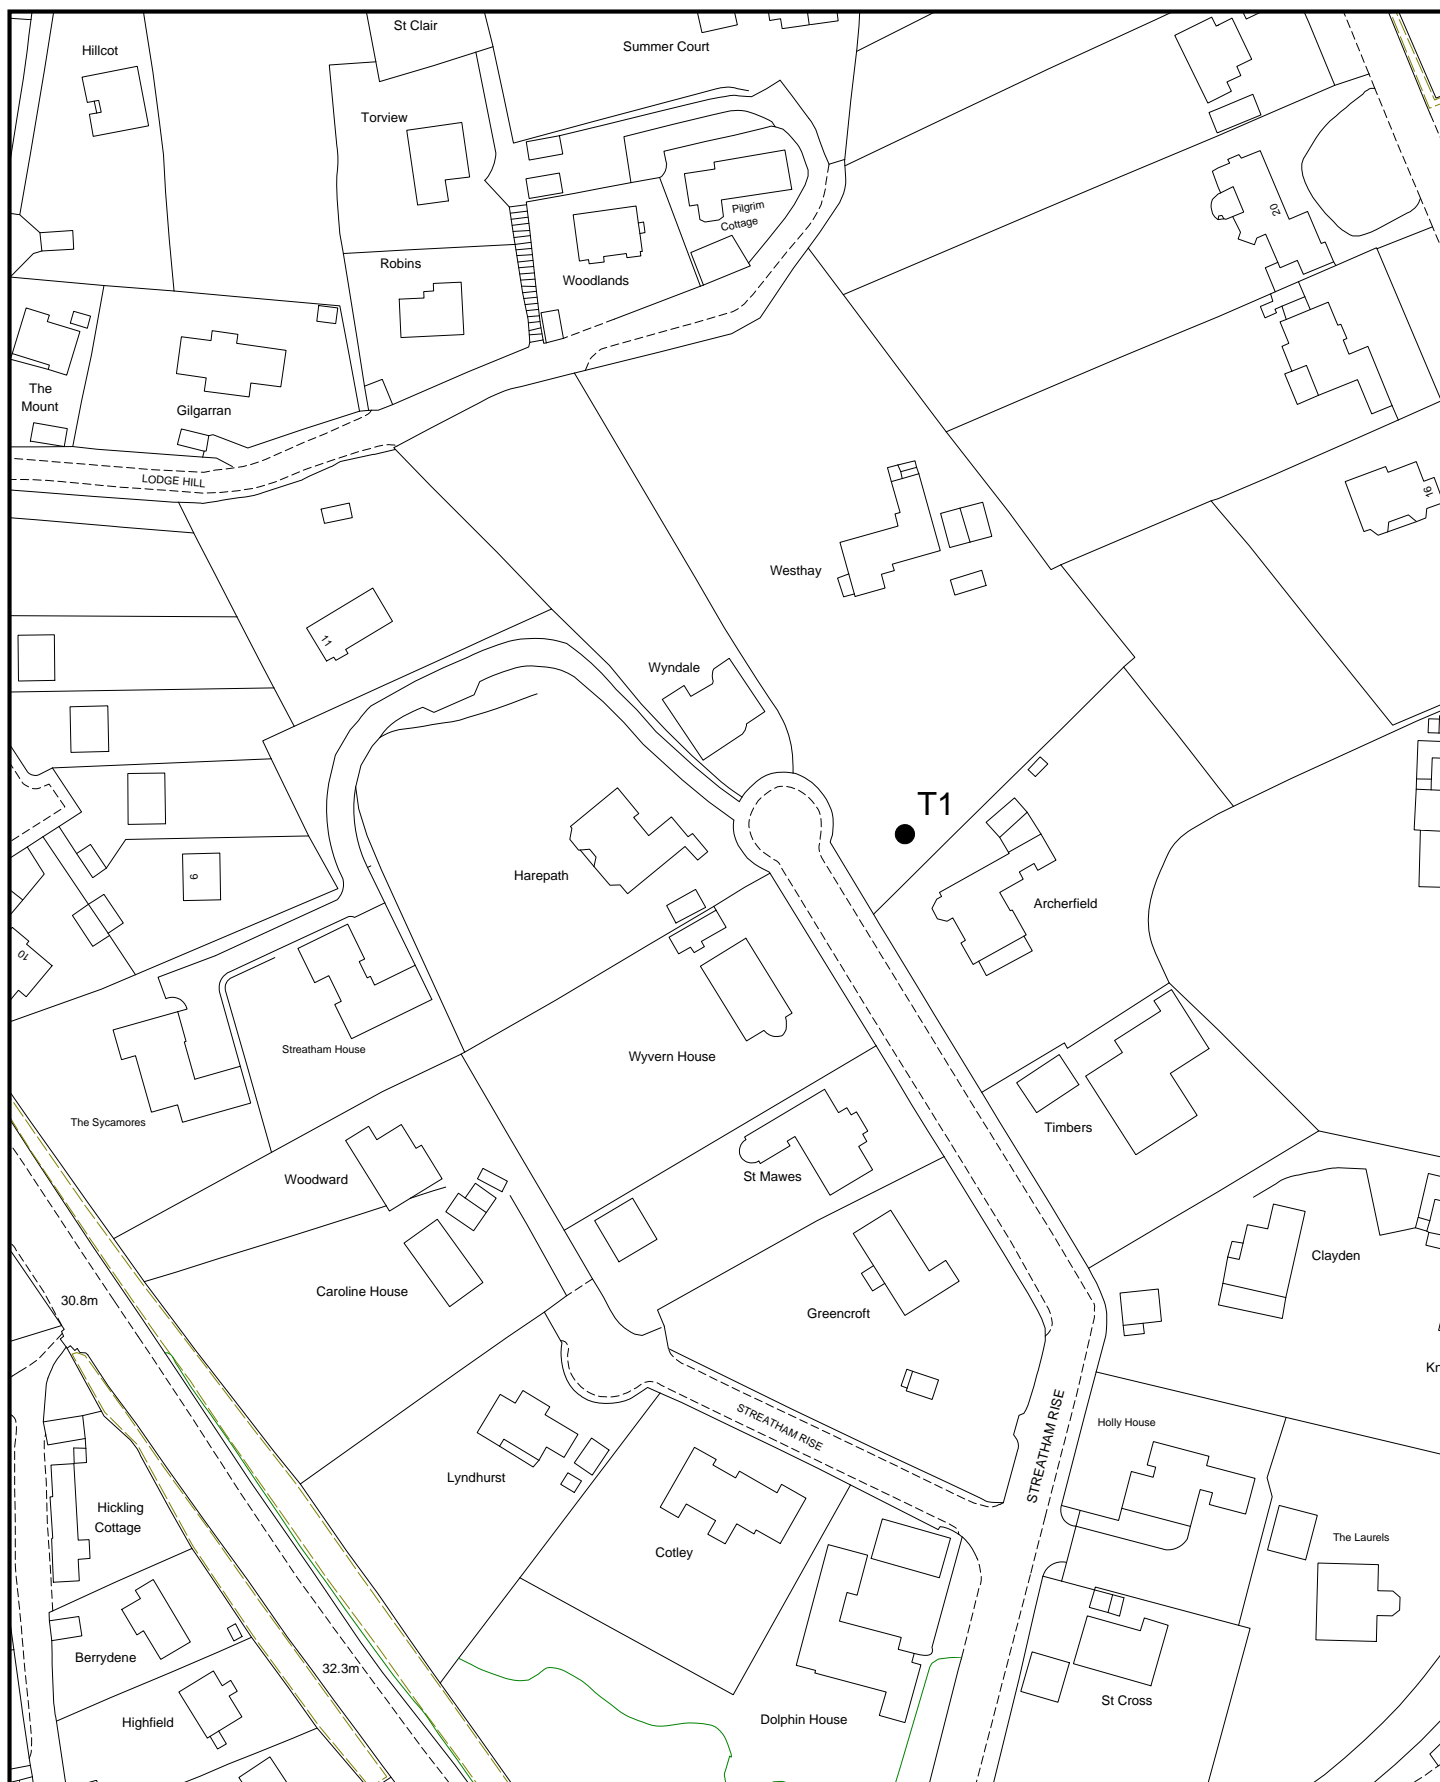 St Clair
Hillcot
Summer Court
Torview
Pilgrim
Cottage
20
Robins
Woodlands
The
Mount
Gilgarran
LODGE HILL
16
Westhay
11
Wyndale
T1
9
Harepath
Archerfield
10
Streatham House
Wyvern House
The Sycamores
Timbers
St Mawes
Woodward
Clayden
Caroline House
30.8m
Greencroft
Kn
STREATHAM RISE
STREATHAM RISE
Holly House
Lyndhurst
Hickling
Cottage
The Laurels
Cotley
Berrydene
32.3m
St Cross
Highfield
Dolphin House